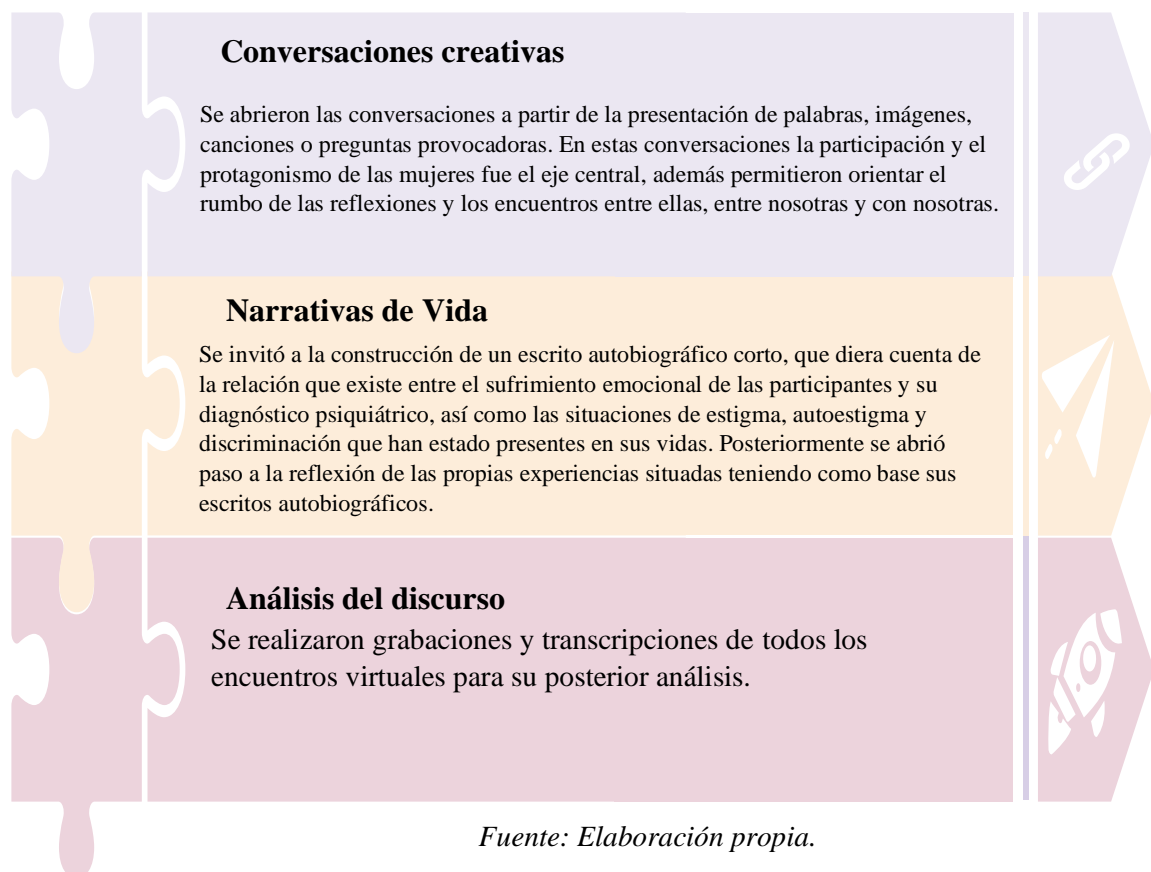 Conversaciones creativas
Se abrieron las conversaciones a partir de la presentación de palabras, imágenes,
canciones o preguntas provocadoras. En estas conversaciones la participación y el
protagonismo de las mujeres fue el eje central, además permitieron orientar el
rumbo de las reflexiones y los encuentros entre ellas, entre nosotras y con nosotras.
Narrativas de Vida
Se invitó a la construcción de un escrito autobiográfico corto, que diera cuenta de
la relación que existe entre el sufrimiento emocional de las participantes y su
diagnóstico psiquiátrico, así como las situaciones de estigma, autoestigma y
discriminación que han estado presentes en sus vidas. Posteriormente se abrió
paso a la reflexión de las propias experiencias situadas teniendo como base sus
escritos autobiográficos.
Análisis del discurso
Se realizaron grabaciones y transcripciones de todos los
encuentros virtuales para su posterior análisis.
Fuente: Elaboración propia.